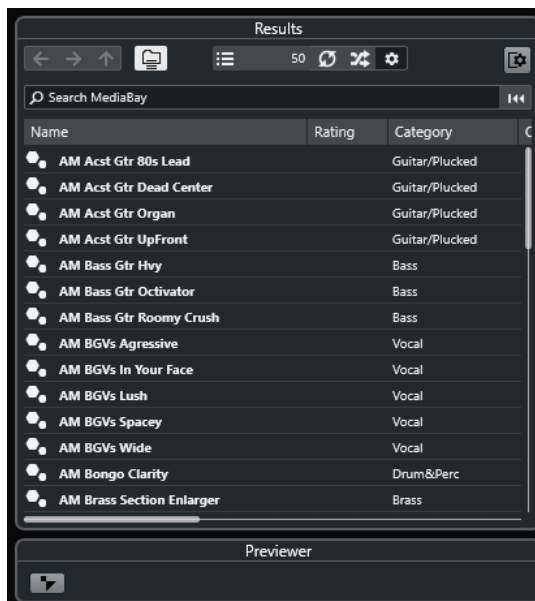 Results
50
Search MediaBay
Name Rating Category C
AM Acst Gtr 80s Lead Guitar/Plucked
AM Acst Gtr Dead Center Guitar/Plucked
AM Acst Gtr Organ Guitar/Plucked
AM Acst Gtr UpFront Guitar/Plucked
AM Bass Gtr Hvy Bass
AM Bass Gtr Octivator Bass
AM Bass Gtr Roomy Crush Bass
AM BGVs Agressive Vocal
AM BGVs In Your Face Vocal
AM BGVs Lush Vocal
AM BGVs Spacey Vocal
AM BGVs Wide Vocal
AM Bongo Clarity Drum&Perc
AM Brass Section Enlarger Brass
Previewer